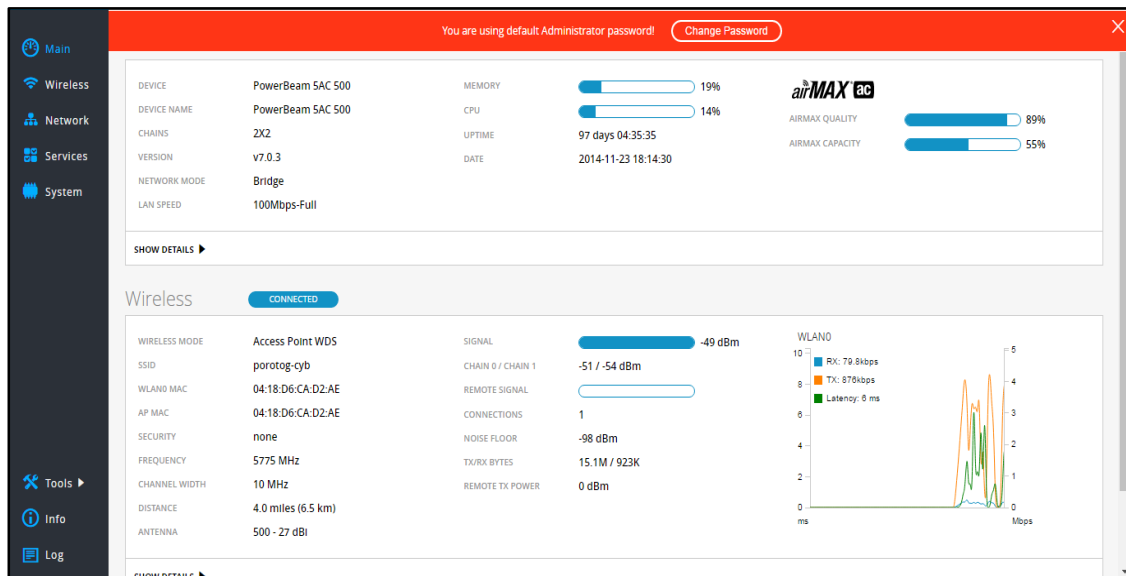 You are using default Administrator password! Change Password X
Main
Wireless
Network
Services
System
Tools
Info
Log
DEVICE PowerBeam 5AC 500
DEVICE NAME PowerBeam 5AC 500
CHAINS 2X2
VERSION v7.0.3
NETWORK MODE Bridge
LAN SPEED 100Mbps-Full
MEMORY 19%
CPU 14%
UPTIME 97 days 04:35:35
DATE 2014-11-23 18:14:30
airMAX ac
AIRMAX QUALITY 89%
AIRMAX CAPACITY 55%
SHOW DETAILS
Wireless CONNECTED
WIRELESS MODE Access Point WDS
SSID porotog-cyb
WLAN0 MAC 04:18:D6:CA:D2:AE
AP MAC 04:18:D6:CA:D2:AE
SECURITY none
FREQUENCY 5775 MHz
CHANNEL WIDTH 10 MHz
DISTANCE 4.0 miles (6.5 km)
ANTENNA 500 - 27 dBi
SIGNAL -49 dBm
CHAIN 0 / CHAIN 1 -51 / -54 dBm
REMOTE SIGNAL
CONNECTIONS 1
NOISE FLOOR -98 dBm
TX/RX BYTES 15.1M / 923K
REMOTE TX POWER 0 dBm
WLAN0
10 5
RX: 79.8kbps
8 4
TX: 876kbps
Latency: 6 ms
6 3
4 2
2 1
0 0
ms Mbps
SHOW DETAILS